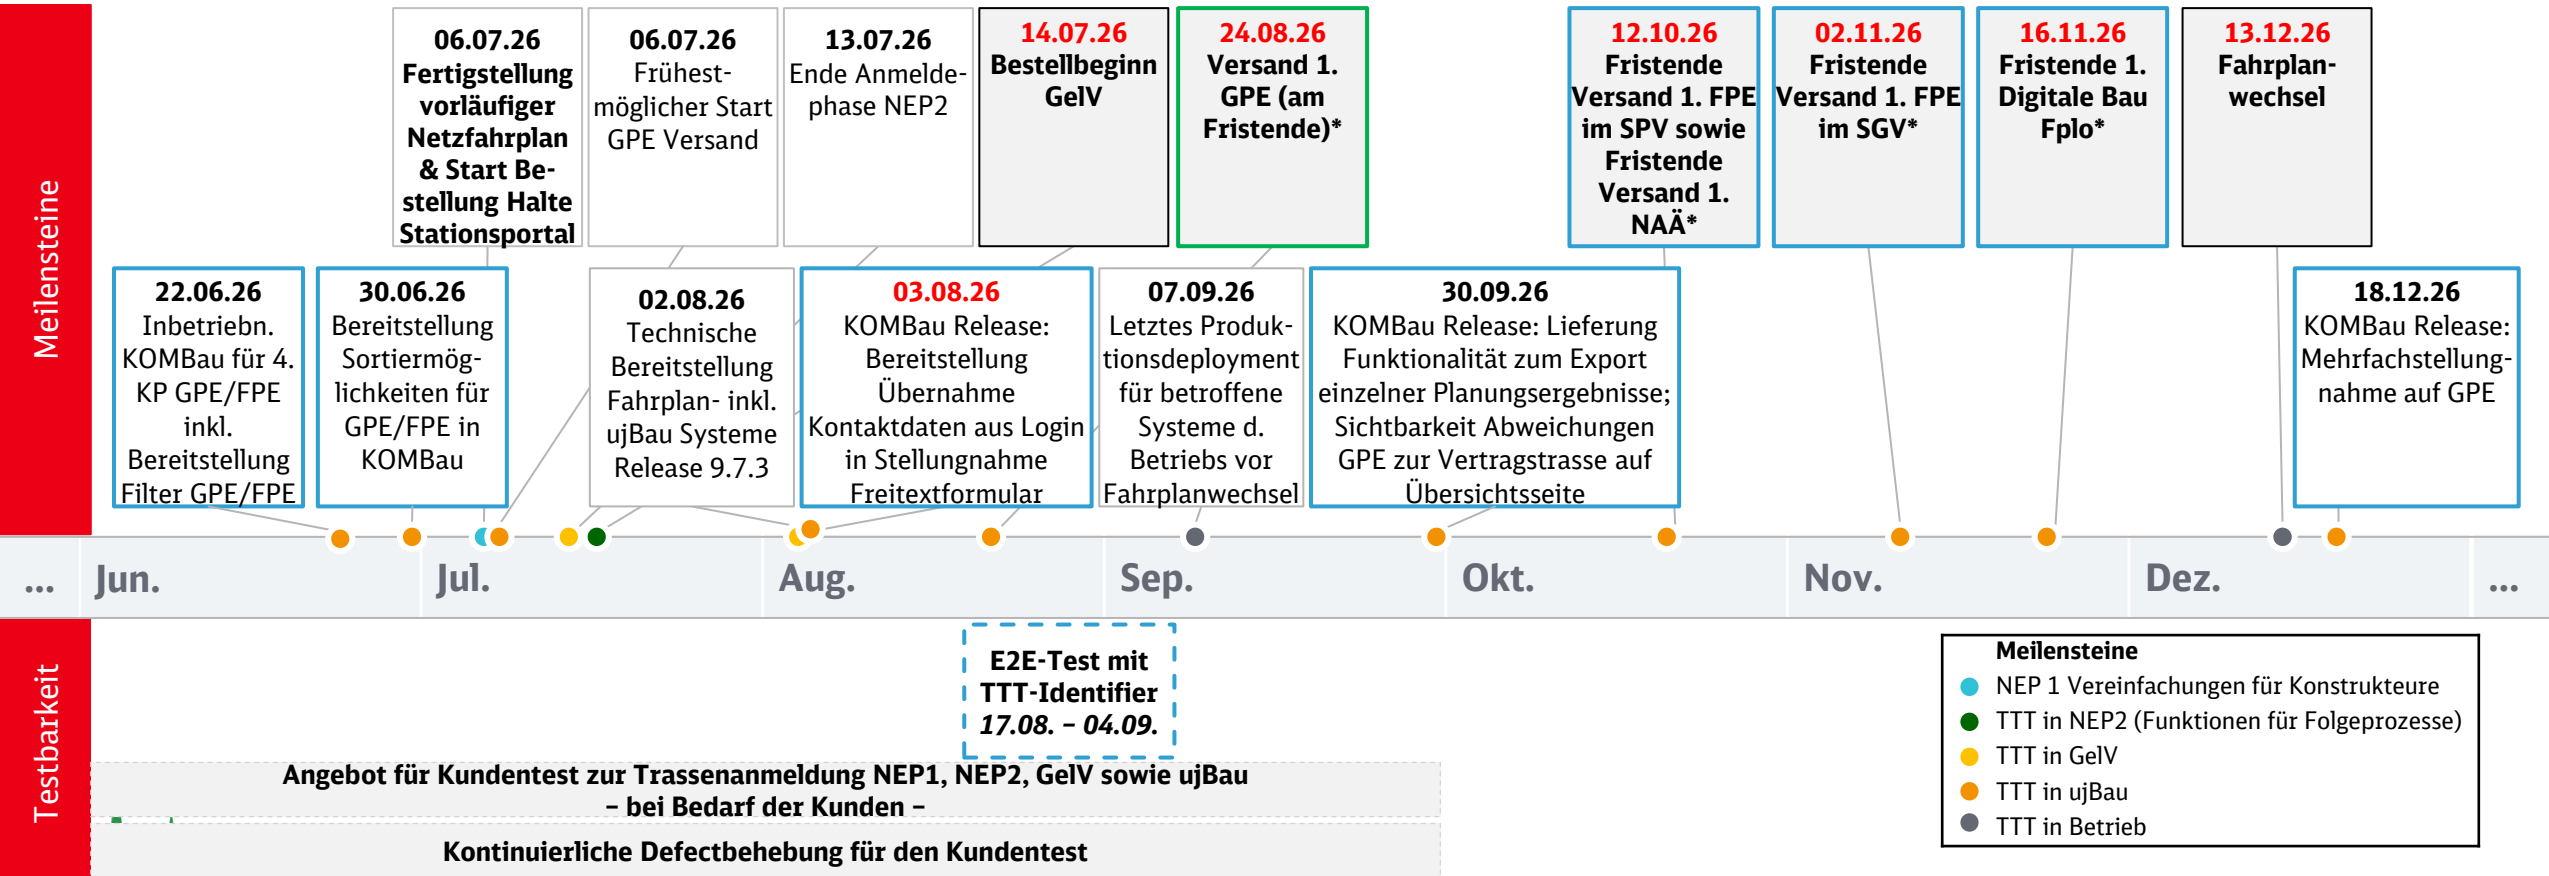 Meilensteine
06.07.26
Fertigstellung
vorläufiger
Netzfahrplan
& Start Be-
stellung Halte
Stationsportal
06.07.26
Frühest-
möglicher Start
GPE Versand
13.07.26
Ende Anmelde-
phase NEP2
14.07.26
Bestellbeginn
GelV
24.08.26
Versand 1.
GPE (am
Fristende)*
12.10.26
Fristende
Versand 1. FPE
im SPV sowie
Fristende
Versand 1.
NAÄ*
02.11.26
Fristende
Versand 1. FPE
im SGV*
16.11.26
Fristende 1.
Digitale Bau
Fplo*
13.12.26
Fahrplan-
wechsel
22.06.26
Inbetriebn.
KOMBau für 4.
KP GPE/FPE
inkl.
Bereitstellung
Filter GPE/FPE
30.06.26
Bereitstellung
Sortiermög-
lichkeiten für
GPE/FPE in
KOMBau
02.08.26
Technische
Bereitstellung
Fahrplan- inkl.
ujBau Systeme
Release 9.7.3
03.08.26
KOMBau Release:
Bereitstellung
Übernahme
Kontaktdaten aus Login
in Stellungnahme
Freitextformular
07.09.26
Letztes Produk-
tionsdeployment
für betroffene
Systeme d.
Betriebs vor
Fahrplanwechsel
30.09.26
KOMBau Release: Lieferung
Funktionalität zum Export
einzelner Planungsergebnisse;
Sichtbarkeit Abweichungen
GPE zur Vertragstrasse auf
Übersichtsseite
18.12.26
KOMBau Release:
Mehrfachstellung-
nahme auf GPE
... Jun. Jul. Aug. Sep. Okt. Nov. Dez. ...
Testbarkeit
E2E-Test mit
TTT-Identifier
17.08. – 04.09.
Angebot für Kundentest zur Trassenanmeldung NEP1, NEP2, GelV sowie ujBau
– bei Bedarf der Kunden –
Kontinuierliche Defectbehebung für den Kundentest
Meilensteine
NEP 1 Vereinfachungen für Konstrukteure
TTT in NEP2 (Funktionen für Folgeprozesse)
TTT in GelV
TTT in ujBau
TTT in Betrieb